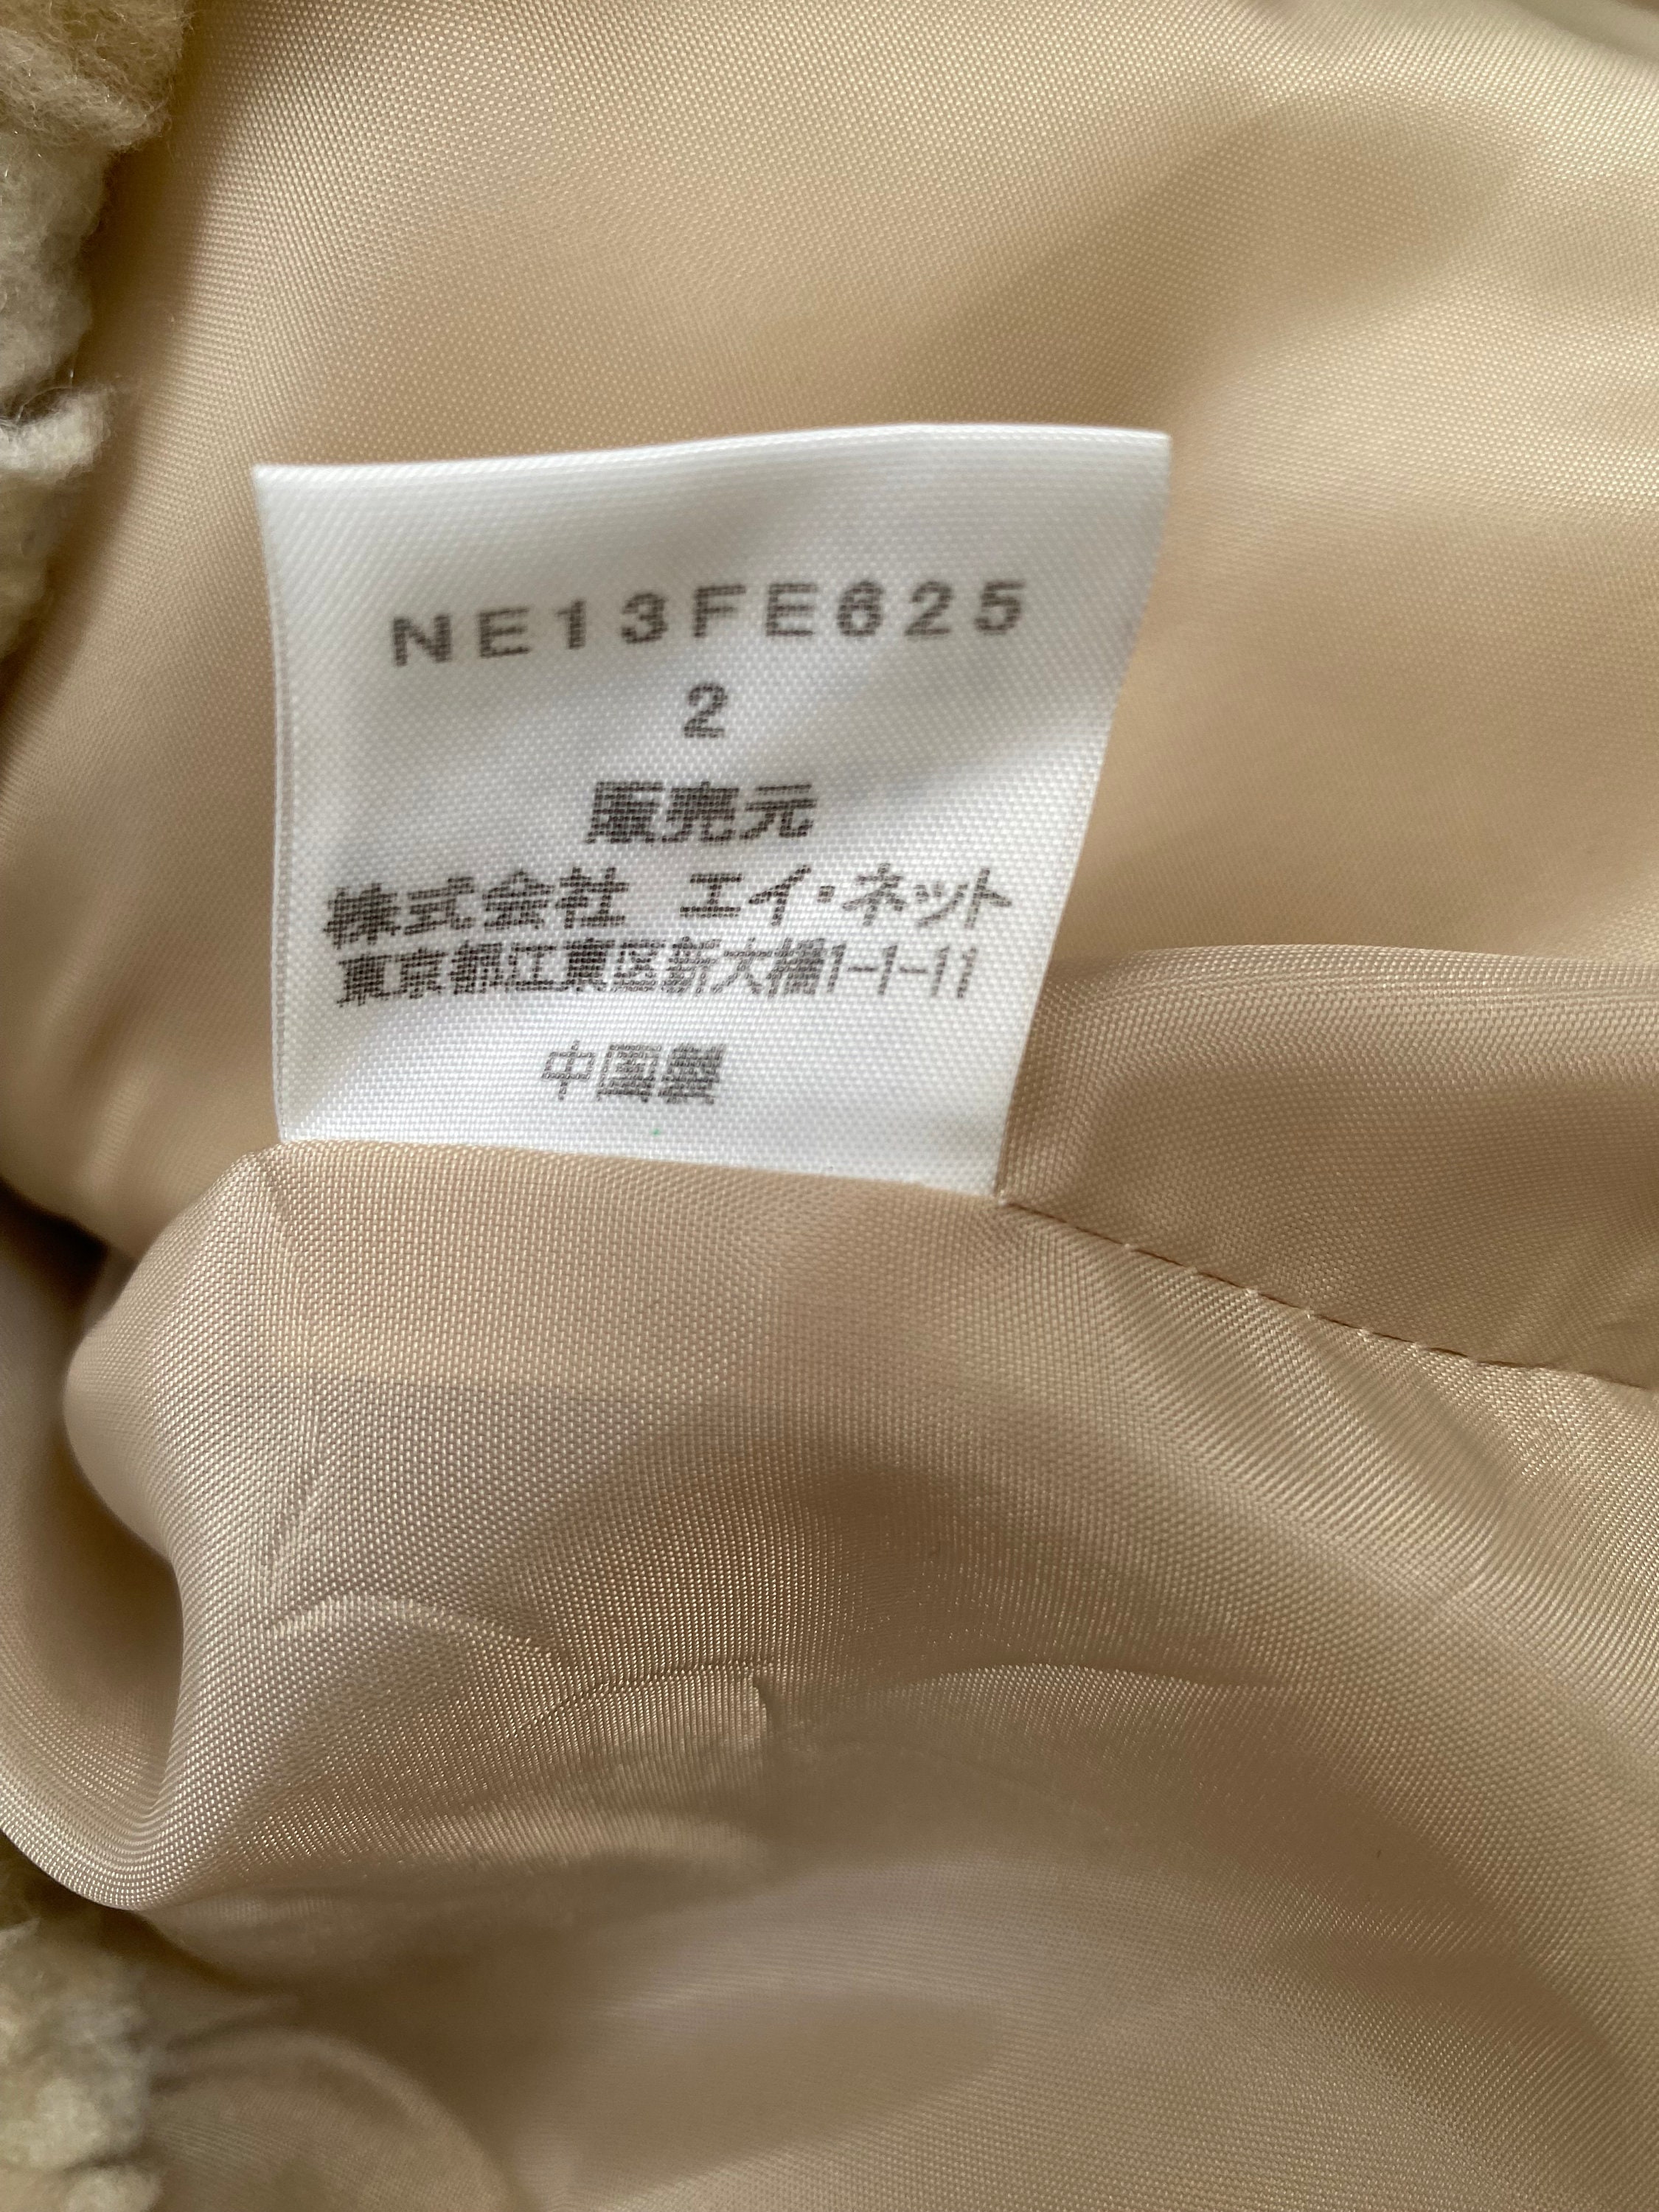 NE13FE625
2
販売元
株式会社　エイ・ネット
東京都江東区新大橋1-1-11
中国製